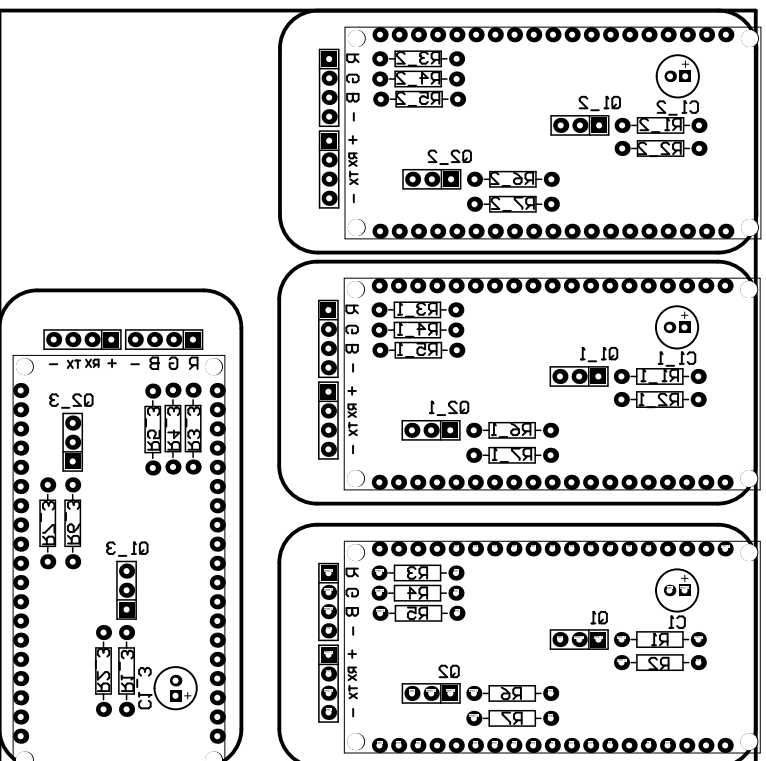 R R3_2
G R4_2
B R5_2
-
+
RX
TX
-
+
C1_2
Q1_2
R1_2
R2_2
Q2_2
R6_2
R7_2
R R3_1
G R4_1
B R5_1
-
+
RX
TX
-
+
C1_1
Q1_1
R1_1
R2_1
Q2_1
R6_1
R7_1
R R3
G R4
B R5
-
+
RX
TX
-
+
C1
Q1
R1
R2
Q2
R6
R7
R G B - + RX TX -
Q2_3
R3_3
R4_3
R5_3
R6_3
R7_3
Q1_3
R1_3
R2_3
C1_3
+